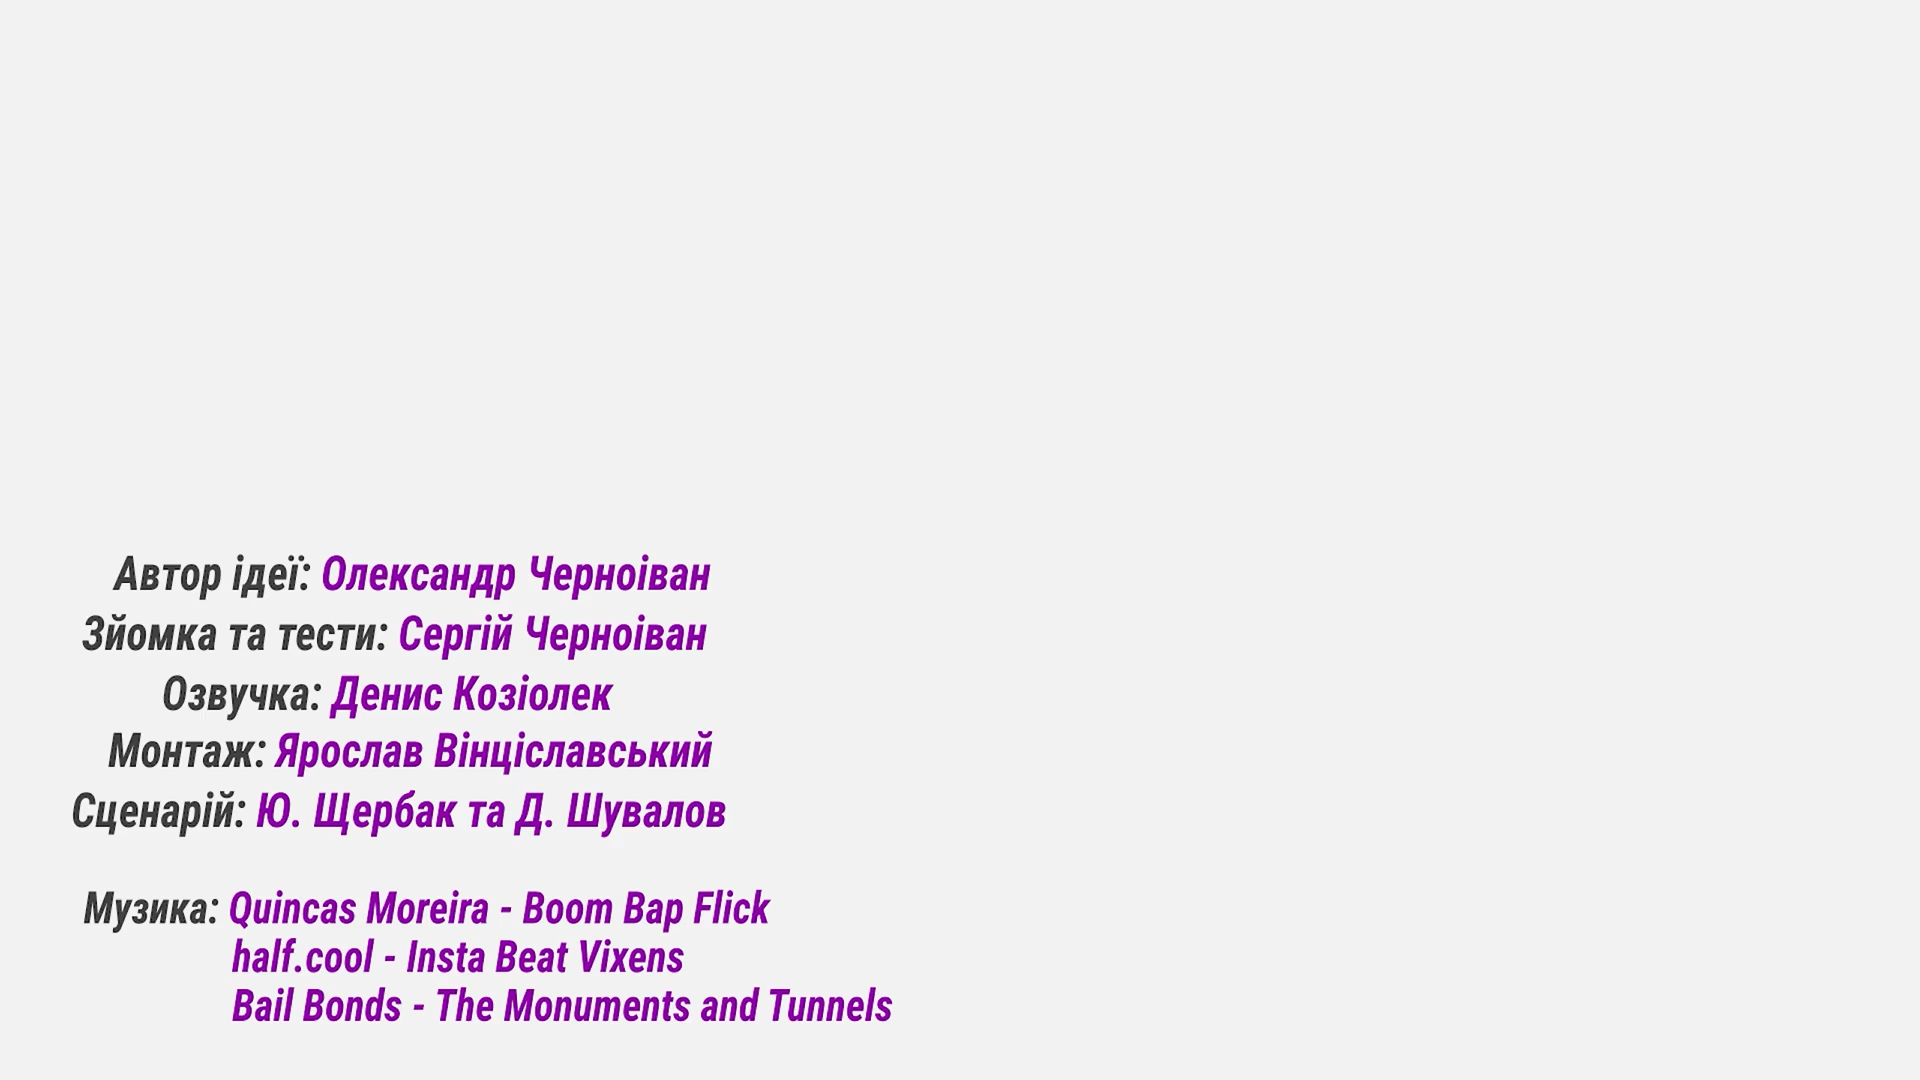 Автор ідеї: Олександр Черноіван
Зйомка та тести: Сергій Черноіван
Озвучка: Денис Козіолек
Монтаж: Ярослав Вінціславський
Сценарій: Ю. Щербак та Д. Шувалов
Музика: Quincas Moreira - Boom Bap Flick
half.cool - Insta Beat Vixens
Bail Bonds - The Monuments and Tunnels